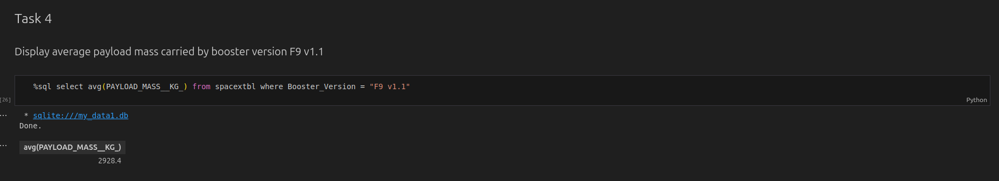 Task 4
Display average payload mass carried by booster version F9 v1.1
%sql select avg(PAYLOAD_MASS__KG_) from spacextbl where Booster_Version = "F9 v1.1"
[26]
Python
* sqlite:///my_data1.db
Done.
avg(PAYLOAD_MASS__KG_)
2928.4